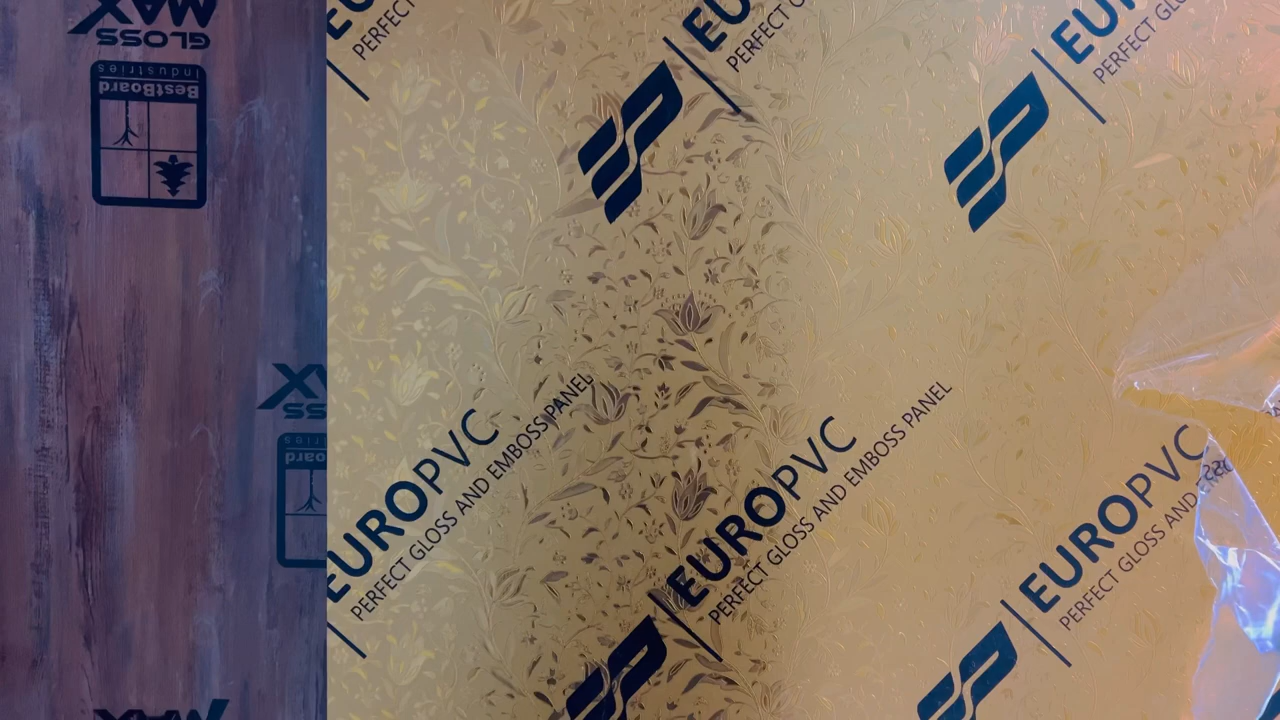 MAX
GLOSS
Industries
BestBoard
EUROPVC
PERFECT GLOSS AND EMBOSS PANEL
EUROPVC
PERFECT GLOSS AND EMBOSS PANEL
EUROPVC
PERFECT GLOSS AND